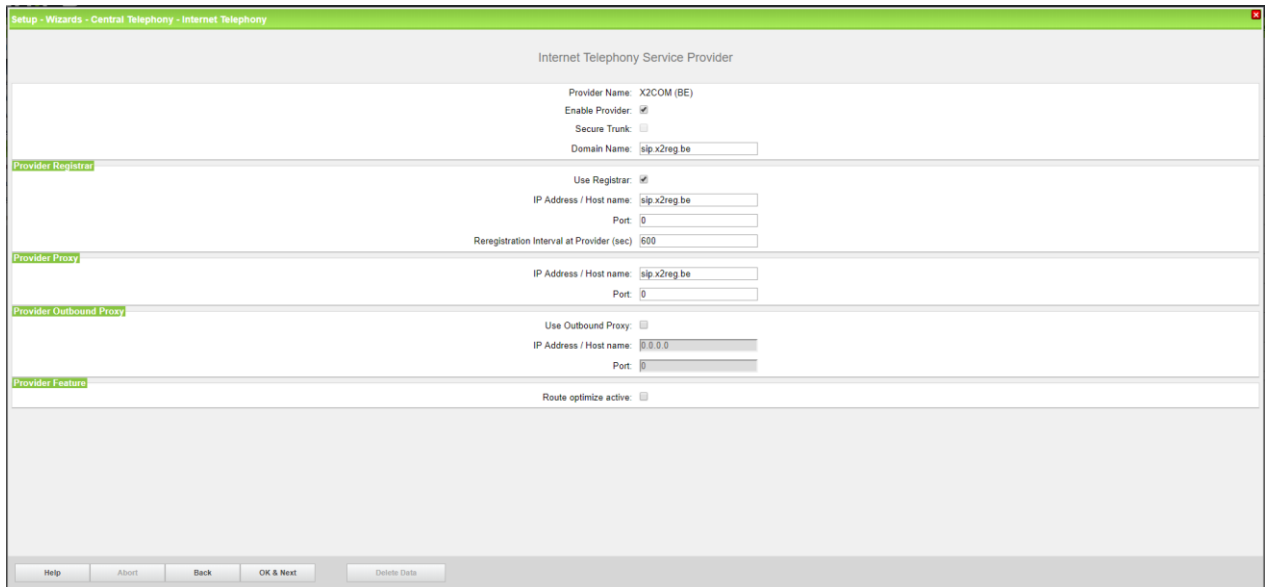 Setup - Wizards - Central Telephony - Internet Telephony
Internet Telephony Service Provider
Provider Name: X2COM (BE)
Enable Provider:
Secure Trunk:
Domain Name: sip.x2reg.be
Provider Registrar
Use Registrar:
IP Address / Host name: sip.x2reg.be
Port: 0
Reregistration Interval at Provider (sec) 600
Provider Proxy
IP Address / Host name: sip.x2reg.be
Port: 0
Provider Outbound Proxy
Use Outbound Proxy:
IP Address / Host name: 0.0.0.0
Port: 0
Provider Feature
Route optimize active:
Help Abort Back OK & Next Delete Data